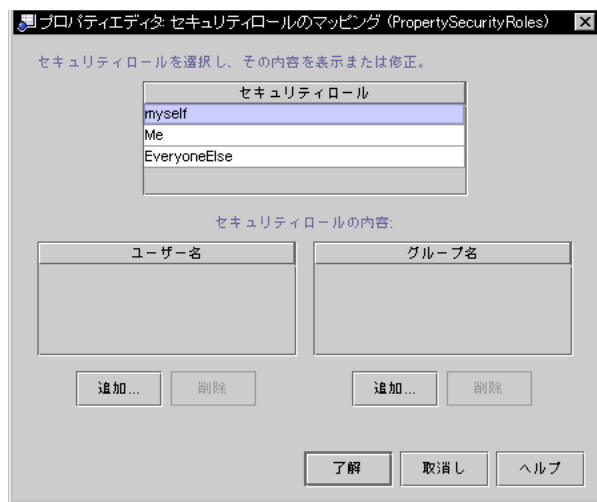 プロパティエディタ: セキュリティロールのマッピング (PropertySecurityRoles)
セキュリティロールを選択し、その内容を表示または修正。
セキュリティロール
myself
Me
EveryoneElse
セキュリティロールの内容:
ユーザー名 グループ名
追加... 削除 追加... 削除
了解 取消し ヘルプ